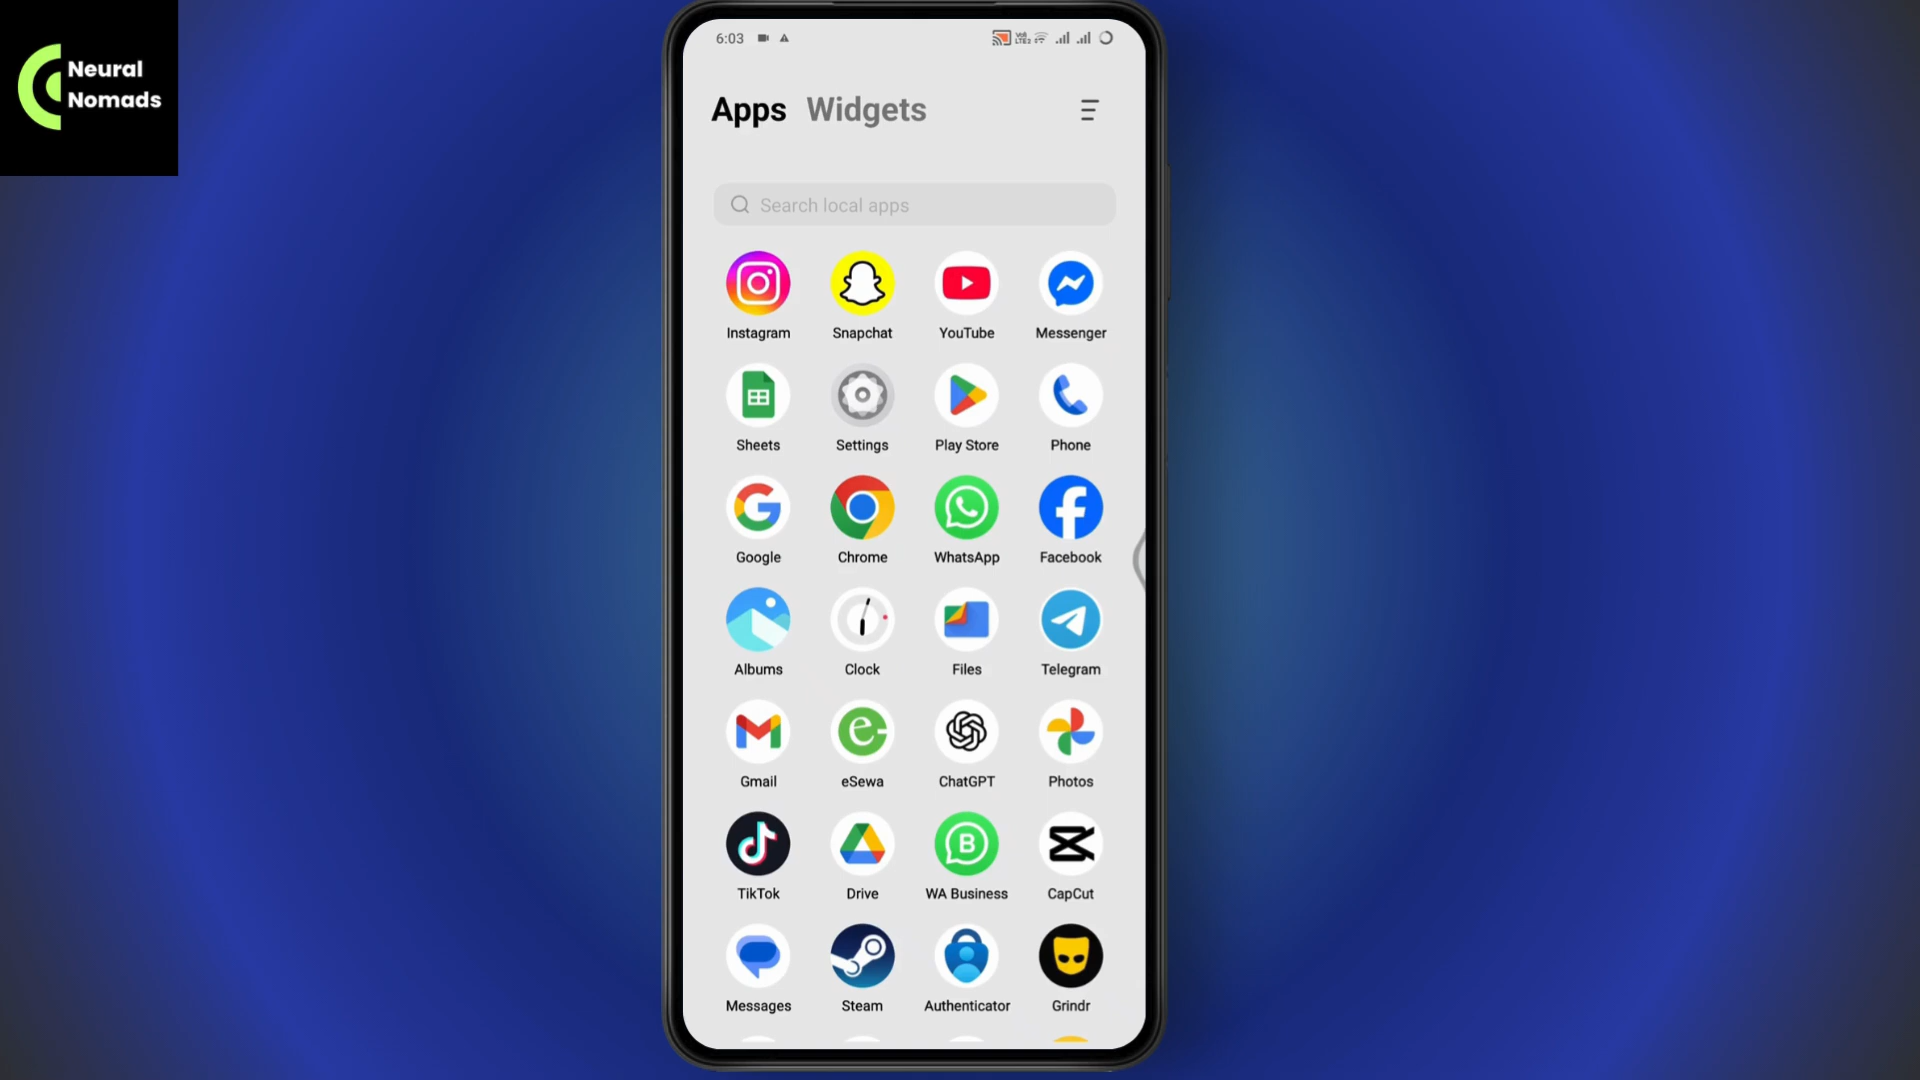 Neural
Nomads
6:03
Apps Widgets
Search local apps
Instagram Snapchat YouTube Messenger
Sheets Settings Play Store Phone
Google Chrome WhatsApp Facebook
Albums Clock Files Telegram
Gmail eSewa ChatGPT Photos
TikTok Drive WA Business CapCut
Messages Steam Authenticator Grindr